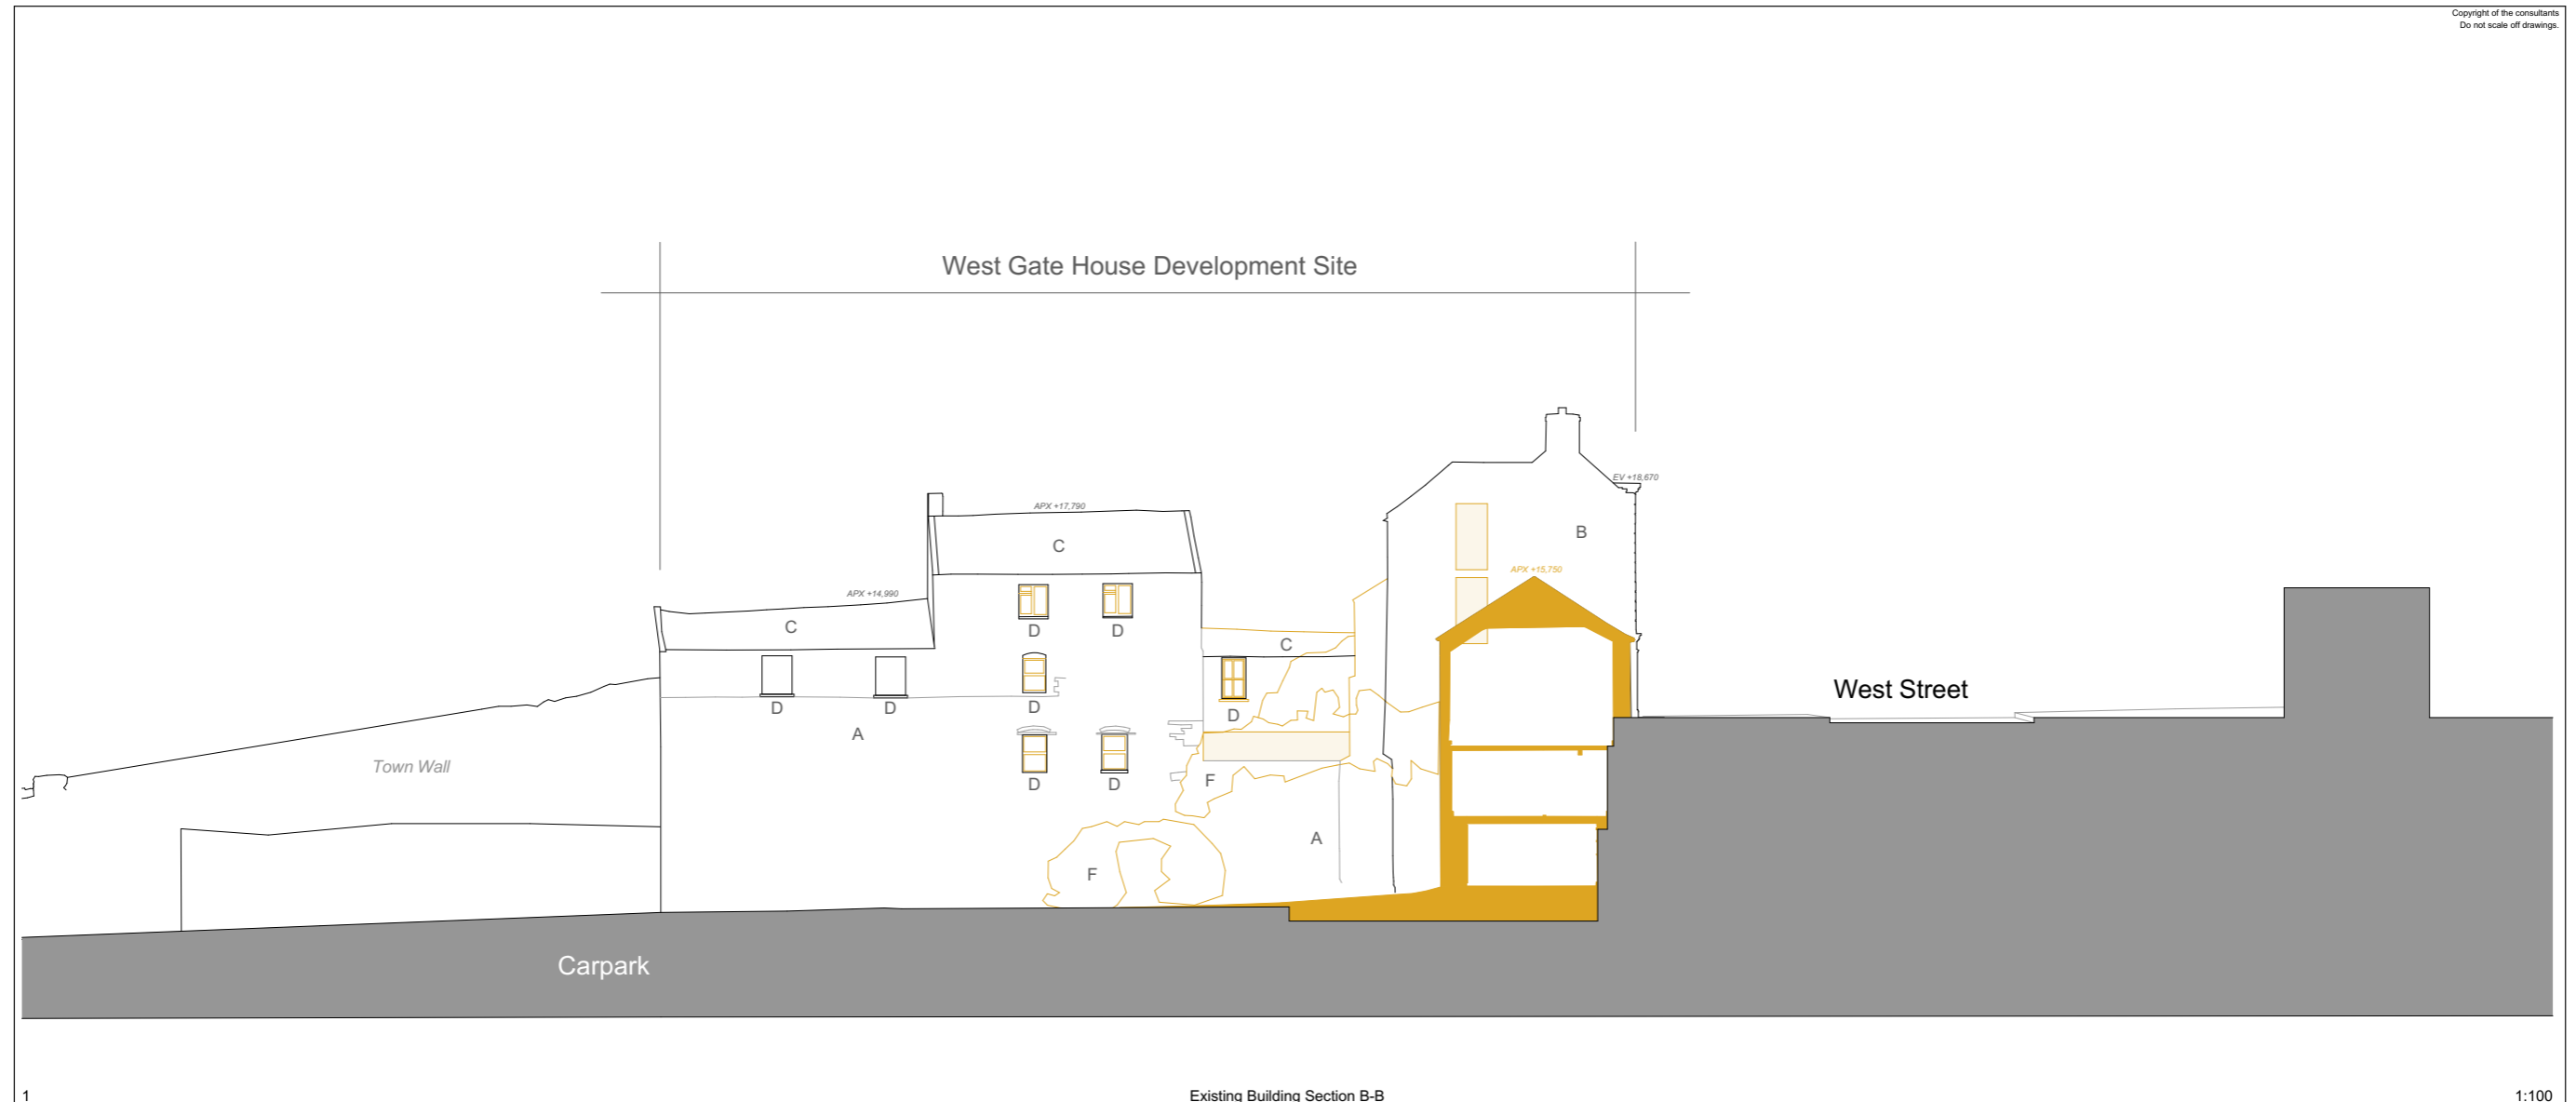 Copyright of the consultants
Do not scale off drawings.
West Gate House Development Site
EV +18,670
APX +17,790
B
C
APX +15,750
APX +14,990
C
D
D
C
West Street
D
D
D
D
A
Town Wall
D
D
F
A
F
Carpark
1
Existing Building Section B-B
1:100